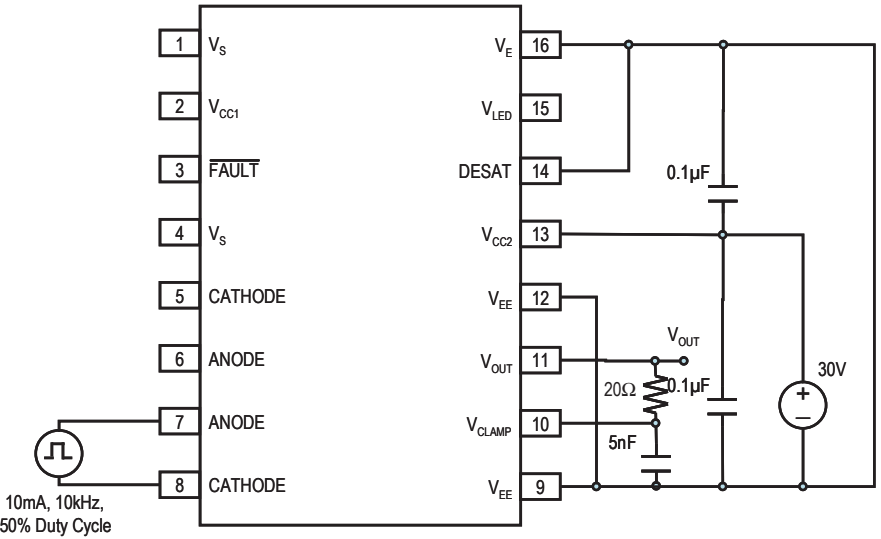 1 VS
VE 16
2 VCC1
VLED 15
3 FAULT
DESAT 14
0.1µF
4 VS
VCC2 13
5 CATHODE
VEE 12
6 ANODE
VOUT 11
VOUT
30V
+
–
20Ω
0.1µF
7 ANODE
VCLAMP 10
5nF
8 CATHODE
VEE 9
10mA, 10kHz,
50% Duty Cycle